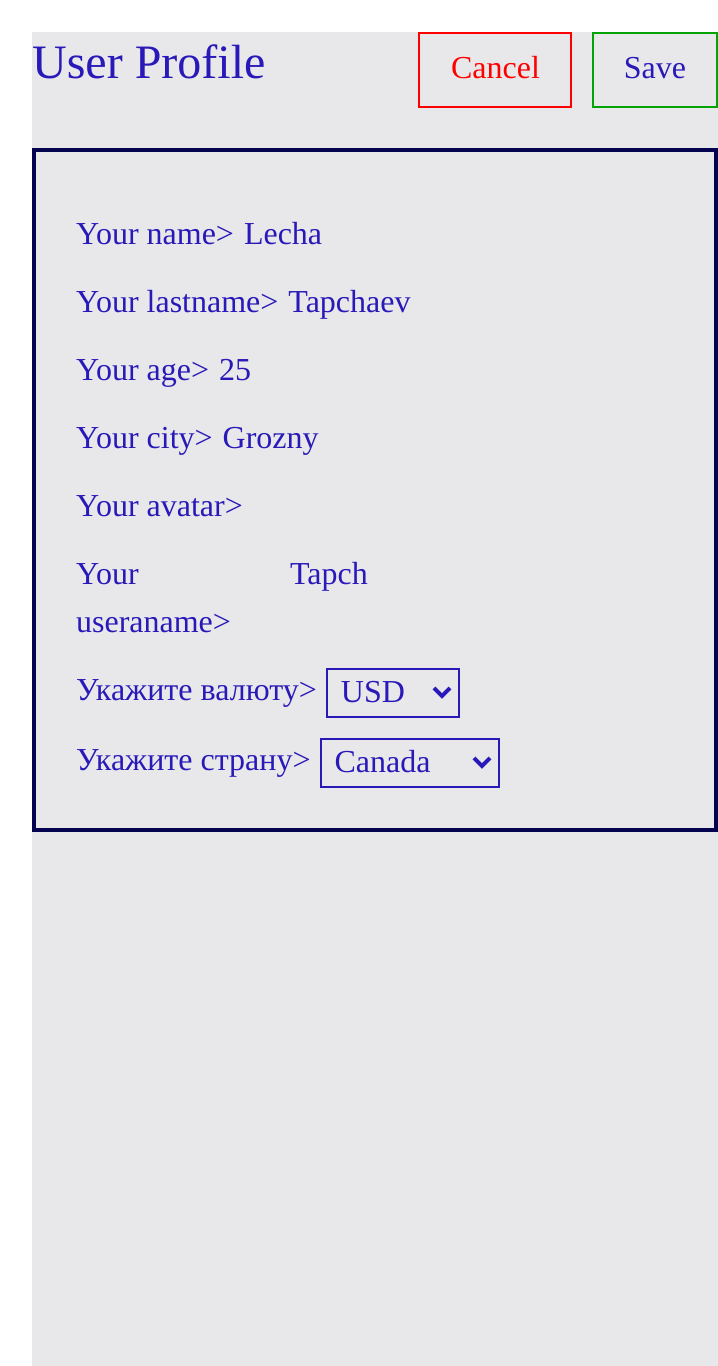 User Profile Cancel Save
Your name> Lecha
Your lastname> Tapchaev
Your age> 25
Your city> Grozny
Your avatar>
Your Tapch
useraname>
Укажите валюту> USD
Укажите страну> Canada